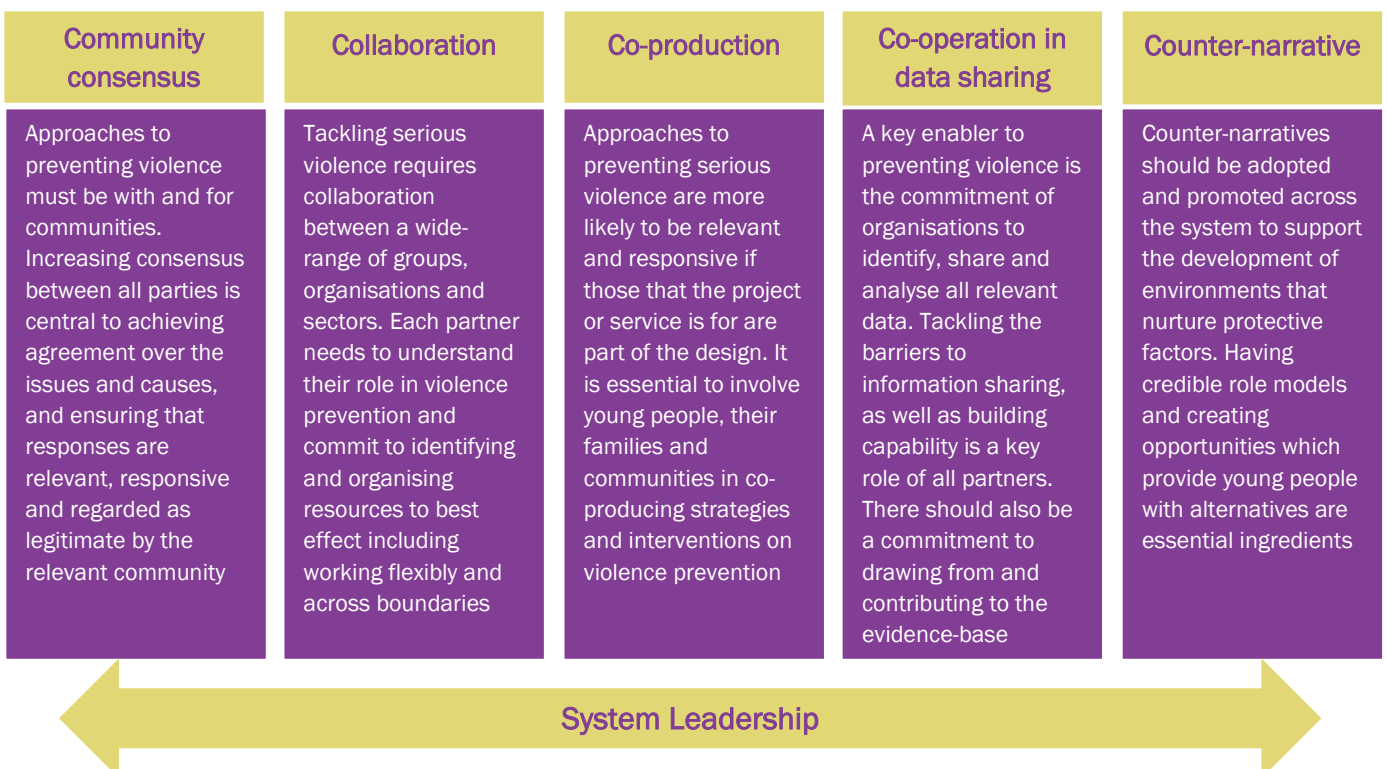 Community
consensus
Approaches to
preventing violence
must be with and for
communities.
Increasing consensus
between all parties is
central to achieving
agreement over the
issues and causes,
and ensuring that
responses are
relevant, responsive
and regarded as
legitimate by the
relevant community
Collaboration
Tackling serious
violence requires
collaboration
between a wide-
range of groups,
organisations and
sectors. Each partner
needs to understand
their role in violence
prevention and
commit to identifying
and organising
resources to best
effect including
working flexibly and
across boundaries
Co-production
Approaches to
preventing serious
violence are more
likely to be relevant
and responsive if
those that the project
or service is for are
part of the design. It
is essential to involve
young people, their
families and
communities in co-
producing strategies
and interventions on
violence prevention
Co-operation in
data sharing
A key enabler to
preventing violence is
the commitment of
organisations to
identify, share and
analyse all relevant
data. Tackling the
barriers to
information sharing,
as well as building
capability is a key
role of all partners.
There should also be
a commitment to
drawing from and
contributing to the
evidence-base
Counter-narrative
Counter-narratives
should be adopted
and promoted across
the system to support
the development of
environments that
nurture protective
factors. Having
credible role models
and creating
opportunities which
provide young people
with alternatives are
essential ingredients
System Leadership